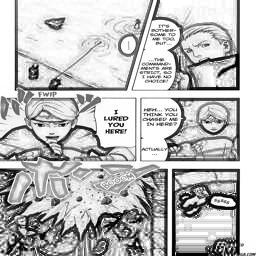 IT'S
BOTHER-
SOME TO
ME TOO,
BUT...
THE
COMMAND-
MENTS ARE
STRICT, SO I
HAVE NO
CHOICE!
FWIP
I
LURED YOU
HERE!
HEH... YOU
THINK YOU
CHASED ME
IN HERE?
ACTUALLY
...